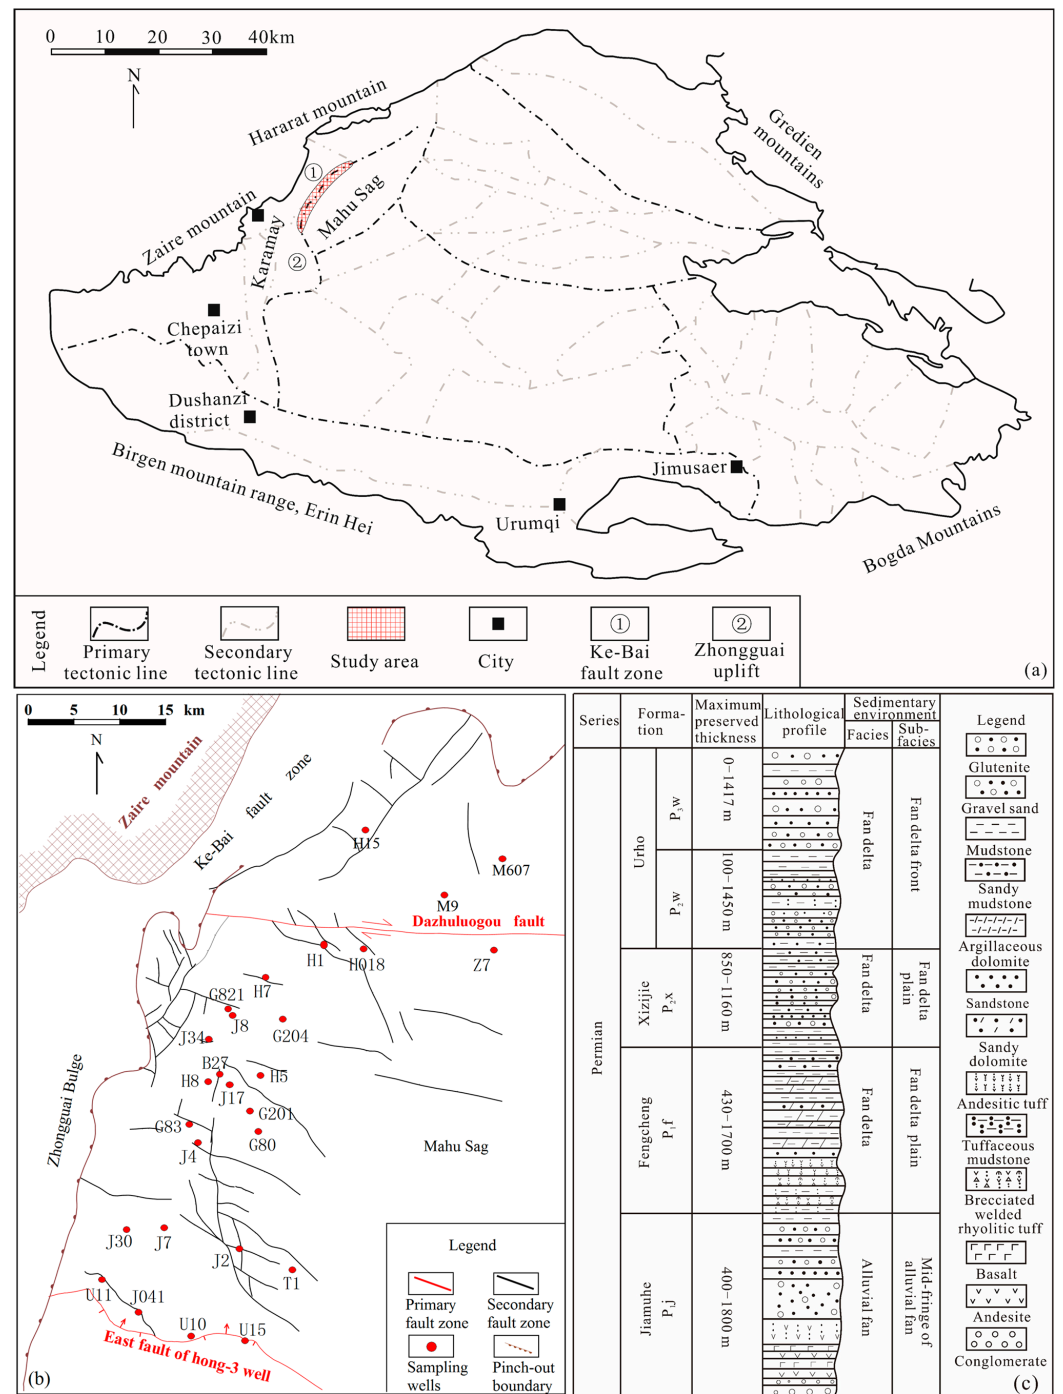 0 10 20 30 40km
N
Hararat mountain
Gredien
mountains
①
Mahu Sag
Zaire mountain
Karamay
②
Chepaizi
town
Dushanzi
district
Birgen mountain range, Erin Hei
Jimusaer
Urumqi
Bogda Mountains
Legend
Primary
tectonic line
Secondary
tectonic line
Study area
City
①
Ke-Bai
fault zone
②
Zhongguai
uplift
(a)
0 5 10 15 km
N
Zaire mountain
Ke-Bai fault zone
H15
M607
M9
Dazhuluogou fault
H1
H018
Z7
H7
G821
J8
G204
J34
B27
H8
H5
J17
G201
G83
G80
J4
Zhongguai Bulge
Mahu Sag
J30
J7
J2
T1
U11
J041
U10
U15
East fault of hong-3 well
Legend
Primary
fault zone
Secondary
fault zone
Sampling
wells
Pinch-out
boundary
(b)
Series
Forma-
tion
Maximum
preserved
thickness
Lithological
profile
Sedimentary
environment
Facies
Sub-
facies
Permian
Urho
P₃w
0-1417 m
Fan delta
Fan delta front
P₂w
100-1450 m
Xizijie
P₂x
850-
1160 m
Fan delta
Fan delta
plain
Fengcheng
P₁f
430-
1700 m
Fan delta
Fan delta plain
Jiamuhe
P₁j
400-1800 m
Alluvial fan
Mid-fringe of
alluvial fan
Legend
Glutenite
Gravel sand
Mudstone
Sandy
mudstone
Argillaceous
dolomite
Sandstone
Sandy
dolomite
Andesitic tuff
Tuffaceous
mudstone
Brecciated
welded
rhyolitic tuff
Basalt
Andesite
Conglomerate
(c)